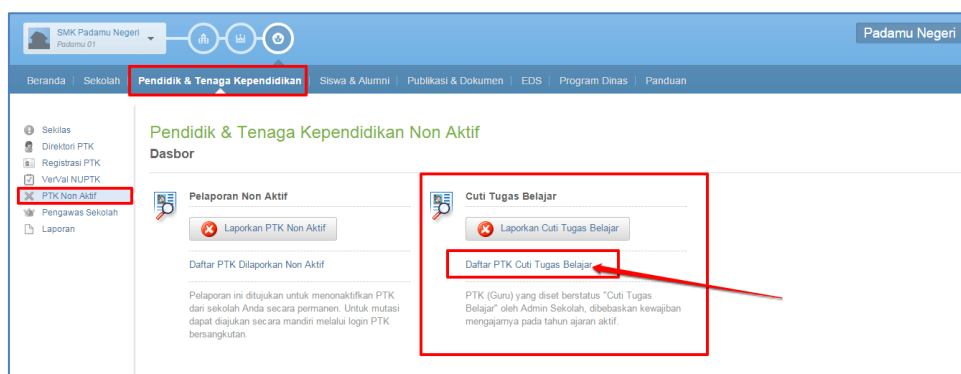 SMK Padamu Negeri
Padamu 01
Padamu Negeri
Beranda | Sekolah | Pendidik & Tenaga Kependidikan | Siswa & Alumni | Publikasi & Dokumen | EDS | Program Dinas | Panduan
Sekilas
Direktori PTK
Registrasi PTK
VerVal NUPTK
PTK Non Aktif
Pengawas Sekolah
Laporan
Pendidik & Tenaga Kependidikan Non Aktif
Dasbor
Pelaporan Non Aktif
Laporkan PTK Non Aktif
Daftar PTK Dilaporkan Non Aktif
Pelaporan ini ditujukan untuk menonaktifkan PTK
dari sekolah Anda secara permanen. Untuk mutasi
dapat diajukan secara mandiri melalui login PTK
bersangkutan.
Cuti Tugas Belajar
Laporkan Cuti Tugas Belajar
Daftar PTK Cuti Tugas Belajar
PTK (Guru) yang diset berstatus "Cuti Tugas
Belajar" oleh Admin Sekolah, dibebaskan kewajiban
mengajarnya pada tahun ajaran aktif.